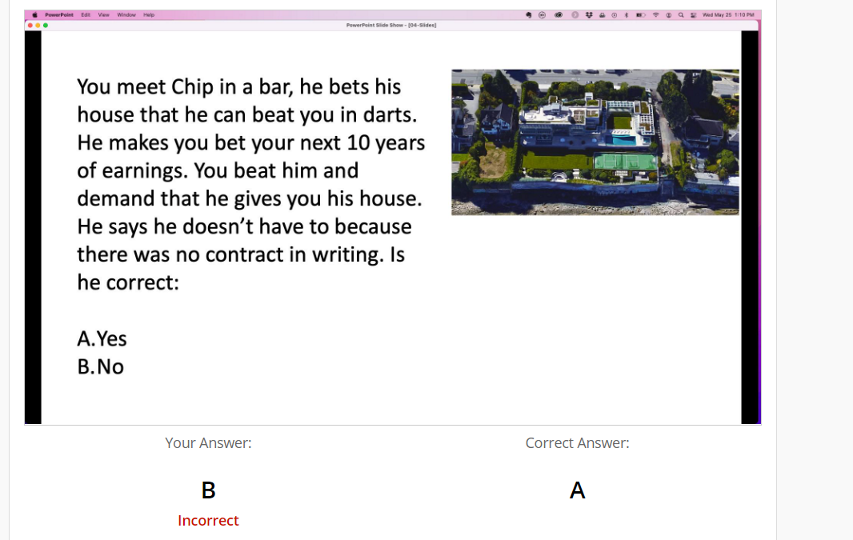 PowerPoint Edit View Window Help Wed May 25 1:13 PM
PowerPoint Slide Show - [04-Slides]
You meet Chip in a bar, he bets his
house that he can beat you in darts.
He makes you bet your next 10 years
of earnings. You beat him and
demand that he gives you his house.
He says he doesn’t have to because
there was no contract in writing. Is
he correct:
A.Yes
B.No
Your Answer: Correct Answer:
B A
Incorrect